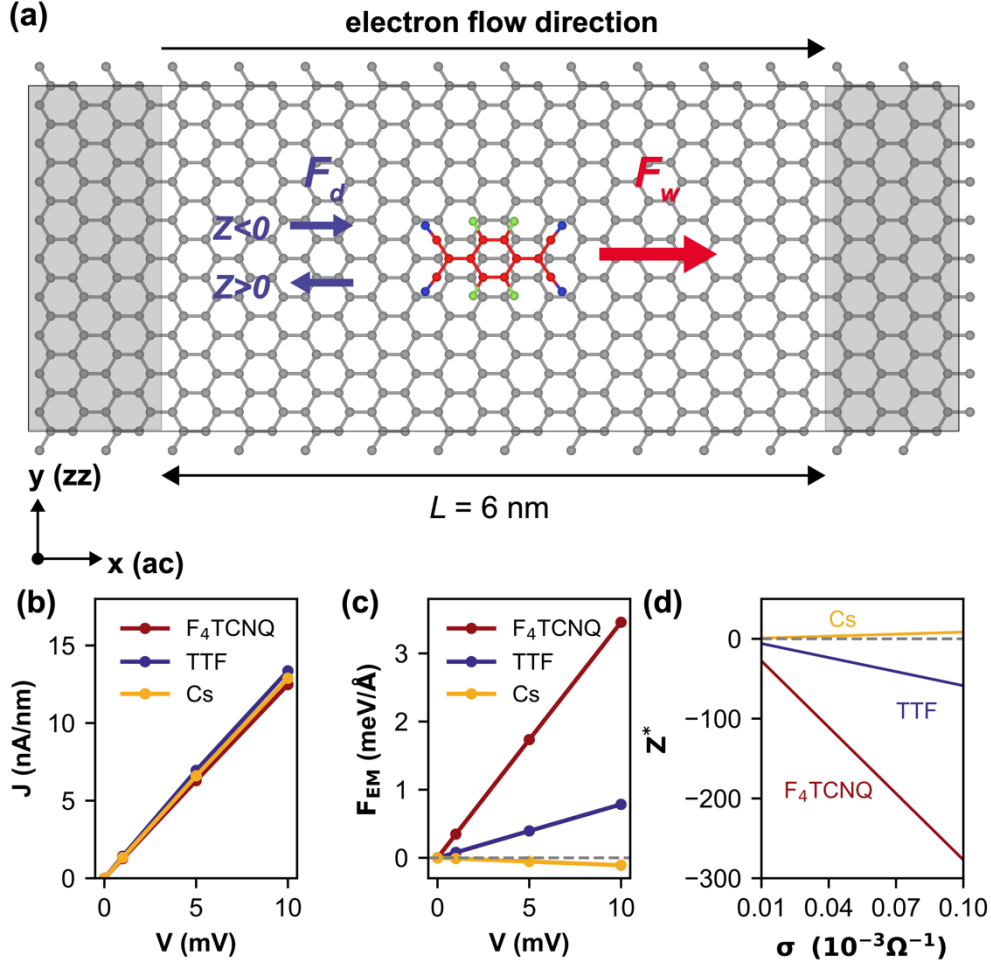 (a)
electron flow direction
F_d
F_w
Z<0
Z>0
y (zz)
L = 6 nm
x (ac)
(b)
J (nA/nm)
15
10
5
0
F₄TCNQ
TTF
Cs
0 5 10
V (mV)
(c)
F_EM (meV/Å)
3
2
1
0
F₄TCNQ
TTF
Cs
0 5 10
V (mV)
(d)
Z*
0
−100
−200
−300
Cs
TTF
F₄TCNQ
0.01 0.04 0.07 0.10
σ (10⁻³Ω⁻¹)